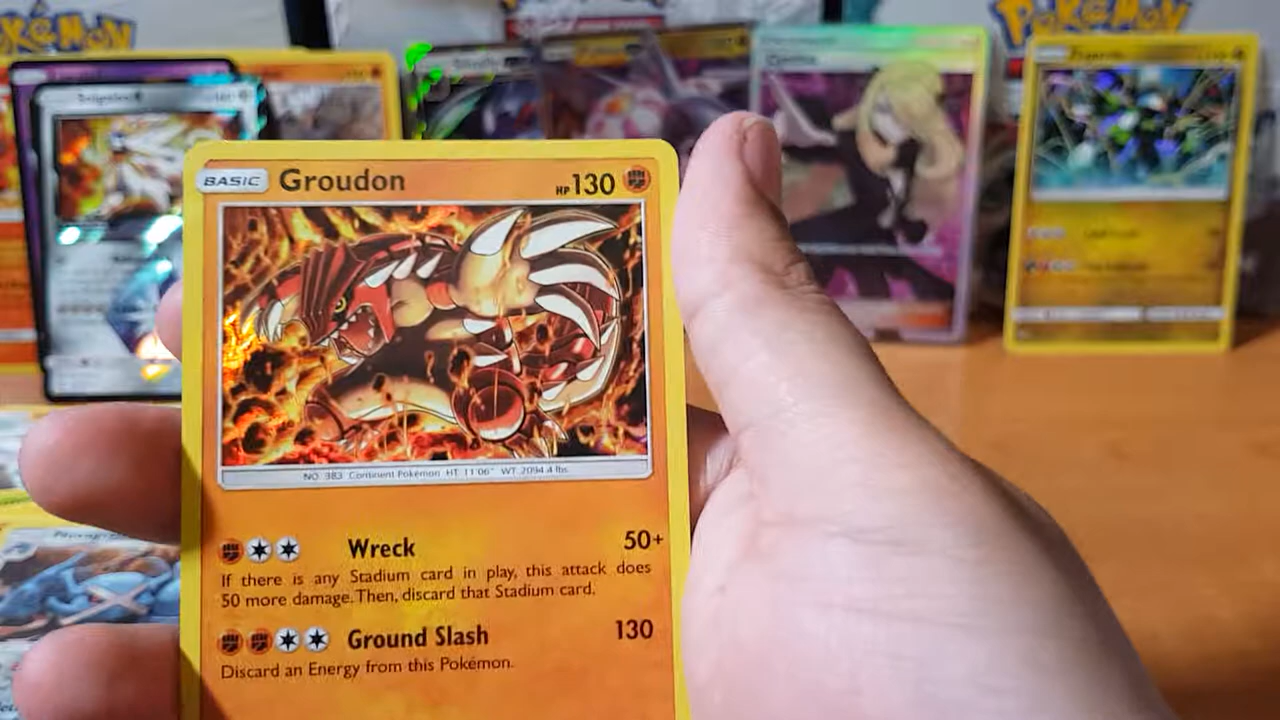 POKÉMON
POKÉMON
BASIC Groudon HP 130
NO. 383 Continent Pokémon HT 11'06" WT 2094.4 lbs.
Wreck 50+
If there is any Stadium card in play, this attack does
50 more damage. Then, discard that Stadium card.
Ground Slash 130
Discard an Energy from this Pokémon.